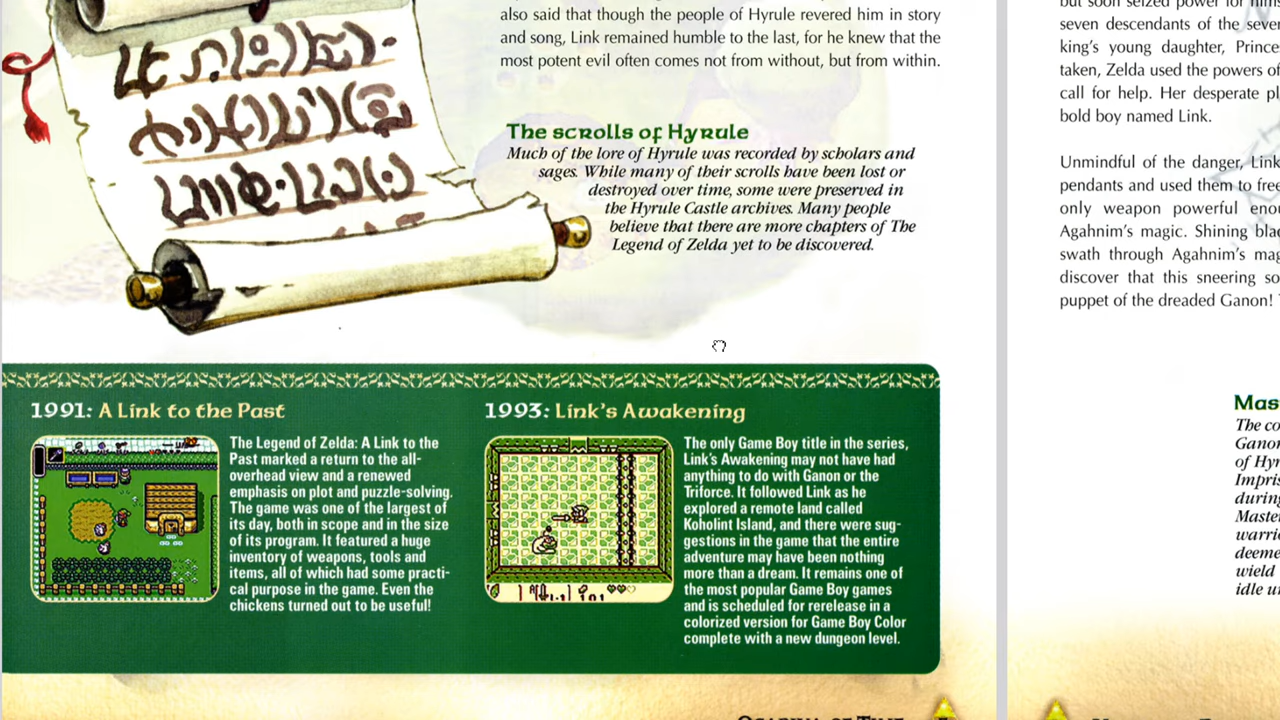 also said that though the people of Hyrule revered him in story
and song, Link remained humble to the last, for he knew that the
most potent evil often comes not from without, but from within.
The scrolls of Hyrule
Much of the lore of Hyrule was recorded by scholars and
sages. While many of their scrolls have been lost or
destroyed over time, some were preserved in
the Hyrule Castle archives. Many people
believe that there are more chapters of The
Legend of Zelda yet to be discovered.
1991: A Link to the Past
The Legend of Zelda: A Link to the
Past marked a return to the all-
overhead view and a renewed
emphasis on plot and puzzle-solving.
The game was one of the largest of
its day, both in scope and in the size
of its program. It featured a huge
inventory of weapons, tools and
items, all of which had some practi-
cal purpose in the game. Even the
chickens turned out to be useful!
1993: Link's Awakening
The only Game Boy title in the series,
Link's Awakening may not have had
anything to do with Ganon or the
Triforce. It followed Link as he
explored a remote land called
Koholint Island, and there were sug-
gestions in the game that the entire
adventure may have been nothing
more than a dream. It remains one of
the most popular Game Boy games
and is scheduled for rerelease in a
colorized version for Game Boy Color
complete with a new dungeon level.
but soon seized power for
seven descendants of the
king's young daughter,
taken, Zelda used the powers of
call for help. Her desperate
bold boy named Link.
Unmindful of the danger, Link
pendants and used them to
only weapon powerful
Agahnim's magic. Shining
swath through Agahnim's
discover that this sneering
puppet of the dreaded Ganon!
The
Ganon
of
during
Master
wield
idle